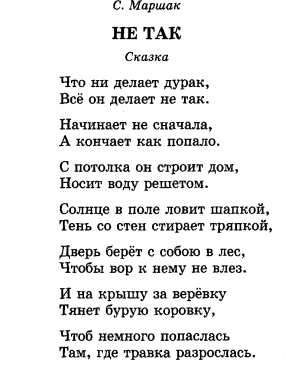 С. Маршак
НЕ ТАК
Сказка
Что ни делает дурак,
Всё он делает не так.
Начинает не сначала,
А кончает как попало.
С потолка он строит дом,
Носит воду решетом.
Солнце в поле ловит шапкой,
Тень со стен стирает тряпкой,
Дверь берёт с собою в лес,
Чтобы вор к нему не влез.
И на крышу за верёвку
Тянет бурую коровку,
Чтоб немного попаслась
Там, где травка разрослась.